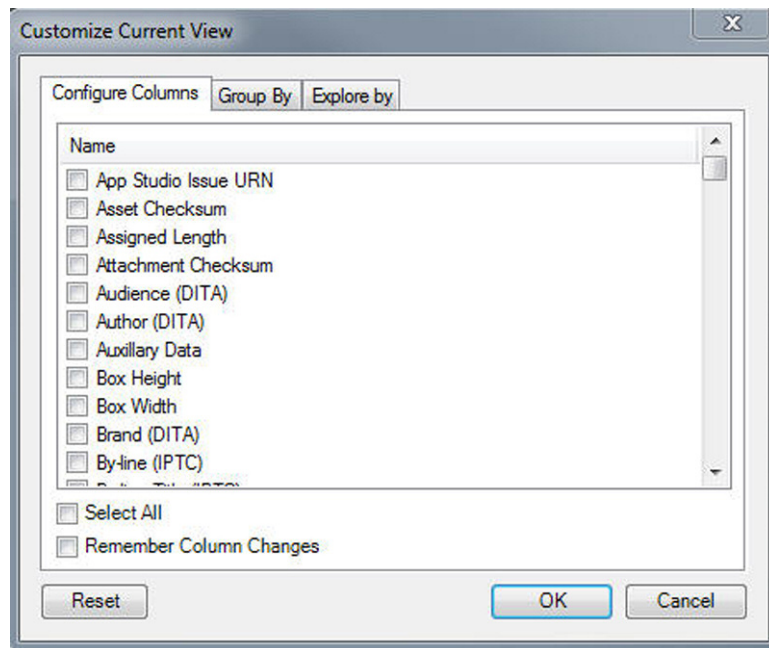 Customize Current View
Configure Columns Group By Explore by
Name
App Studio Issue URN
Asset Checksum
Assigned Length
Attachment Checksum
Audience (DITA)
Author (DITA)
Auxillary Data
Box Height
Box Width
Brand (DITA)
By-line (IPTC)
Select All
Remember Column Changes
Reset OK Cancel